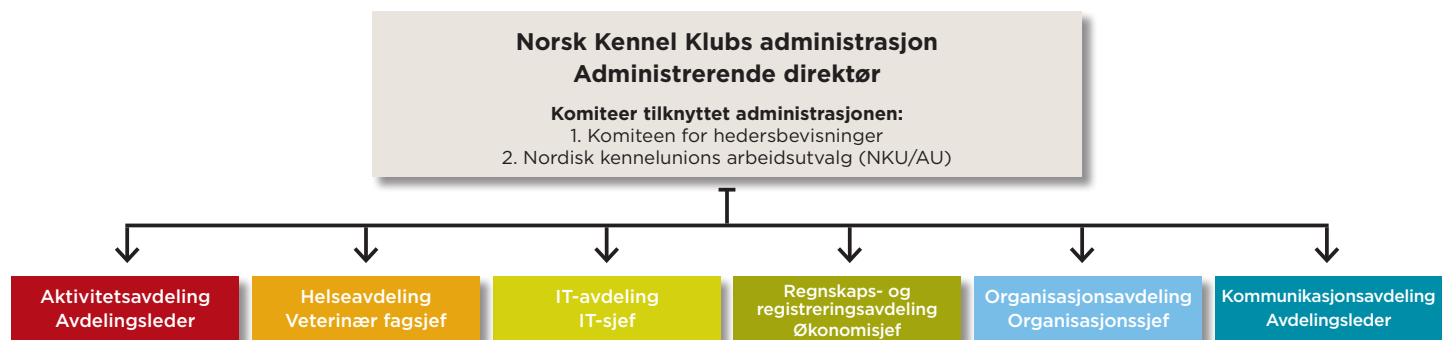 Norsk Kennel Klubs administrasjon
Administrerende direktør
Komiteer tilknyttet administrasjonen:
1. Komiteen for hedersbevisninger
2. Nordisk kennelunions arbeidsutvalg (NKU/AU)
Aktivitetsavdeling
Avdelingsleder
Helseavdeling
Veterinær fagsjef
IT-avdeling
IT-sjef
Regnskaps- og
registreringsavdeling
Økonomisjef
Organisasjonsavdeling
Organisasjonssjef
Kommunikasjonsavdeling
Avdelingsleder